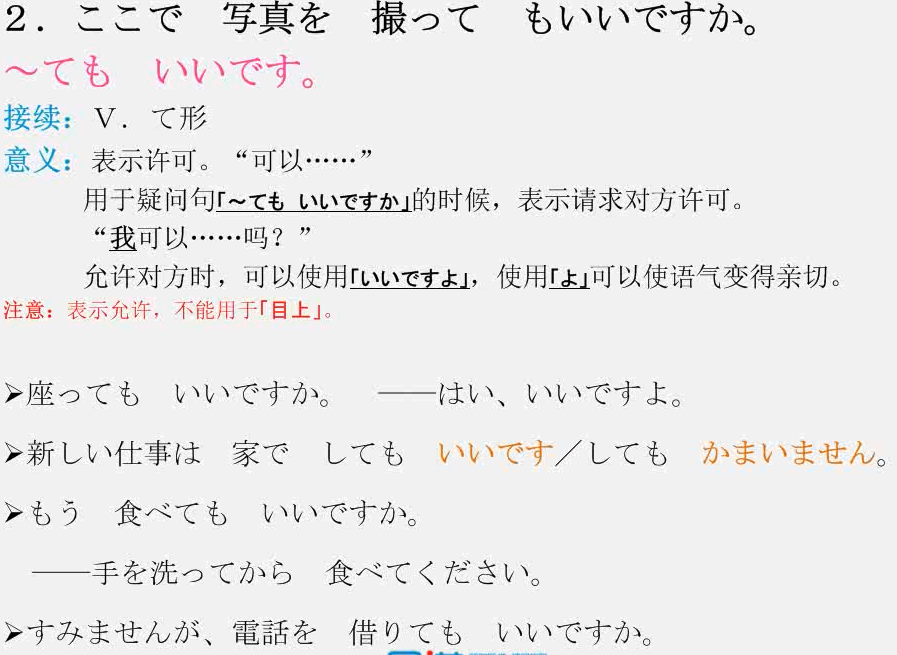 ２．ここで　写真を　撮って　もいいですか。
～ても　いいです。
接续：Ｖ．て形
意义：表示许可。“可以……”
用于疑问句「～ても いいですか」的时候，表示请求对方许可。
“我可以……吗？”
允许对方时，可以使用「いいですよ」，使用「よ」可以使语气变得亲切。
注意：表示允许，不能用于「目上」。
➢座っても　いいですか。　——はい、いいですよ。
➢新しい仕事は　家で　しても　いいです／しても　かまいません。
➢もう　食べても　いいですか。
——手を洗ってから　食べてください。
➢すみませんが、電話を　借りても　いいですか。